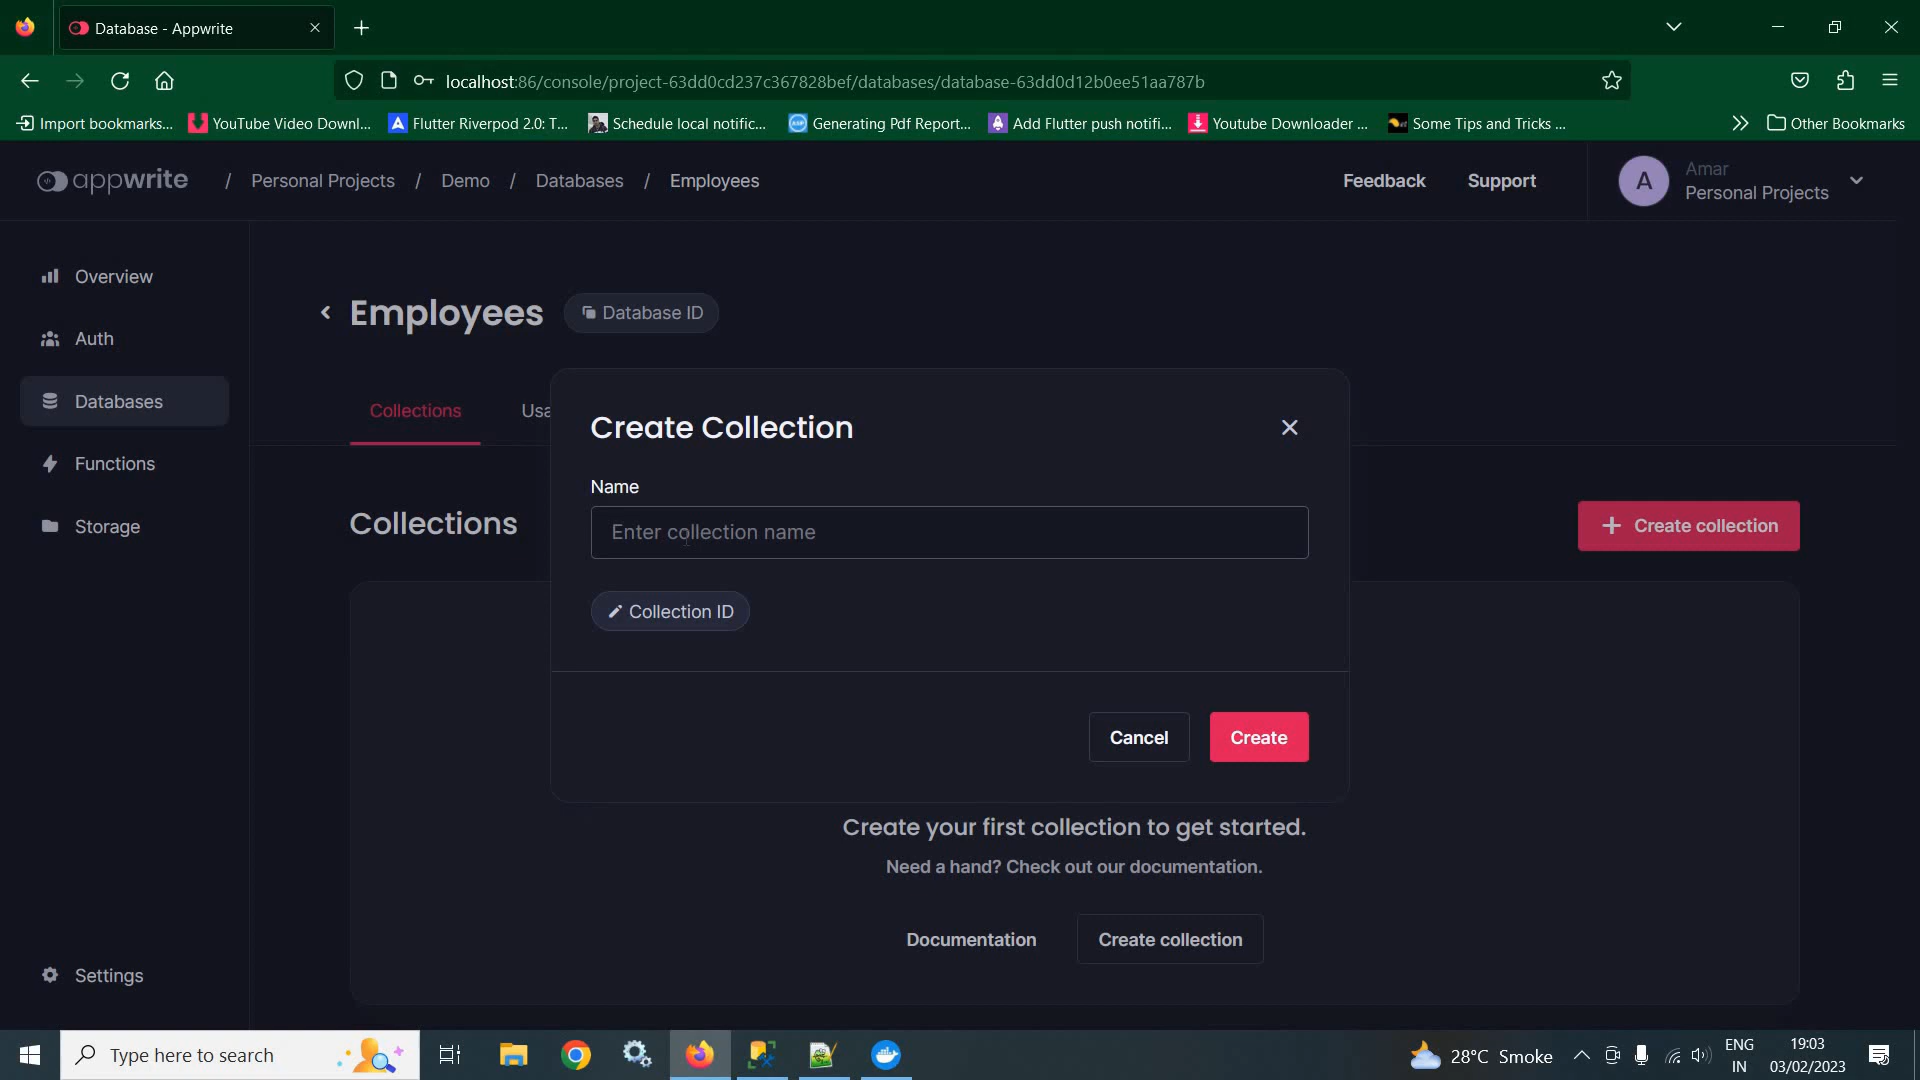 Database - Appwrite
localhost:86/console/project-63dd0cd237c367828bef/databases/database-63dd0d12b0ee51aa787b
Import bookmarks... YouTube Video Downl... Flutter Riverpod 2.0: T... Schedule local notific... Generating Pdf Report... Add Flutter push notifi... Youtube Downloader ... Some Tips and Tricks ... Other Bookmarks
appwrite / Personal Projects / Demo / Databases / Employees Feedback Support A Amar
Personal Projects
Overview
Auth
Databases
Functions
Storage
Settings
Employees Database ID
Collections Usa
Collections
Create collection
Create Collection
Name
Enter collection name
Collection ID
Cancel Create
Create your first collection to get started.
Need a hand? Check out our documentation.
Documentation Create collection
Type here to search
28°C Smoke
ENG
IN
19:03
03/02/2023